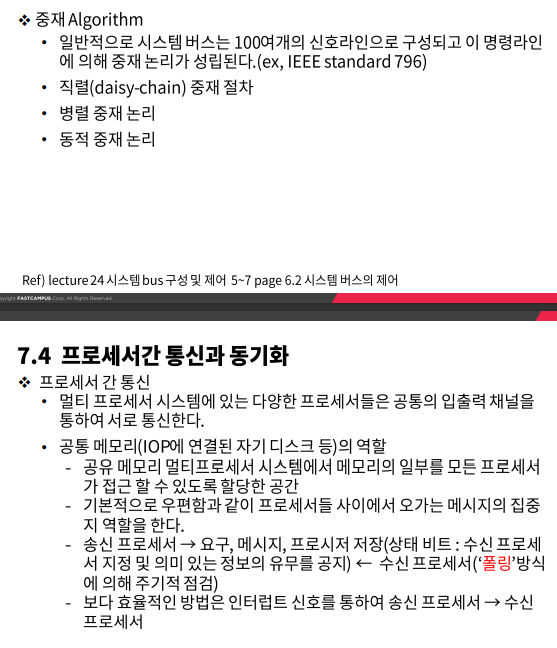 ❖ 중재 Algorithm
• 일반적으로 시스템 버스는 100여개의 신호라인으로 구성되고 이 명령라인
에 의해 중재 논리가 성립된다.(ex, IEEE standard 796)
• 직렬(daisy-chain) 중재 절차
• 병렬 중재 논리
• 동적 중재 논리
Ref) lecture 24 시스템 bus 구성 및 제어 5~7 page 6.2 시스템 버스의 제어
yright FASTCAMPUS Corp. All Rights Reserved
7.4 프로세서간 통신과 동기화
❖ 프로세서 간 통신
• 멀티 프로세서 시스템에 있는 다양한 프로세서들은 공통의 입출력 채널을
통하여 서로 통신한다.
• 공통 메모리(IOP에 연결된 자기 디스크 등)의 역할
- 공유 메모리 멀티프로세서 시스템에서 메모리의 일부를 모든 프로세서
가 접근 할 수 있도록 할당한 공간
- 기본적으로 우편함과 같이 프로세서들 사이에서 오가는 메시지의 집중
지 역할을 한다.
- 송신 프로세서 → 요구, 메시지, 프로시저 저장(상태 비트 : 수신 프로세
서 지정 및 의미 있는 정보의 유무를 공지) ← 수신 프로세서(‘폴링’방식
에 의해 주기적 점검)
- 보다 효율적인 방법은 인터럽트 신호를 통하여 송신 프로세서 → 수신
프로세서